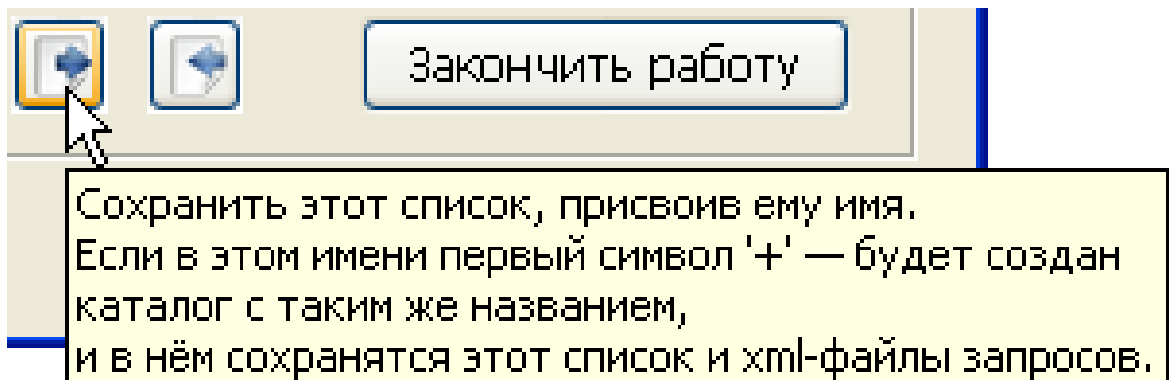 Закончить работу
Сохранить этот список, присвоив ему имя.
Если в этом имени первый символ '+' — будет создан
каталог с таким же названием,
и в нём сохранятся этот список и xml-файлы запросов.